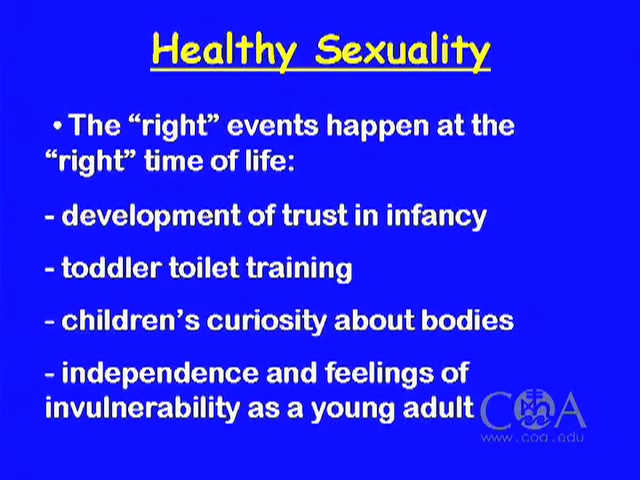 Healthy Sexuality
• The “right” events happen at the
“right” time of life:
- development of trust in infancy
- toddler toilet training
- children’s curiosity about bodies
- independence and feelings of
invulnerability as a young adult
COA
www.coa.edu